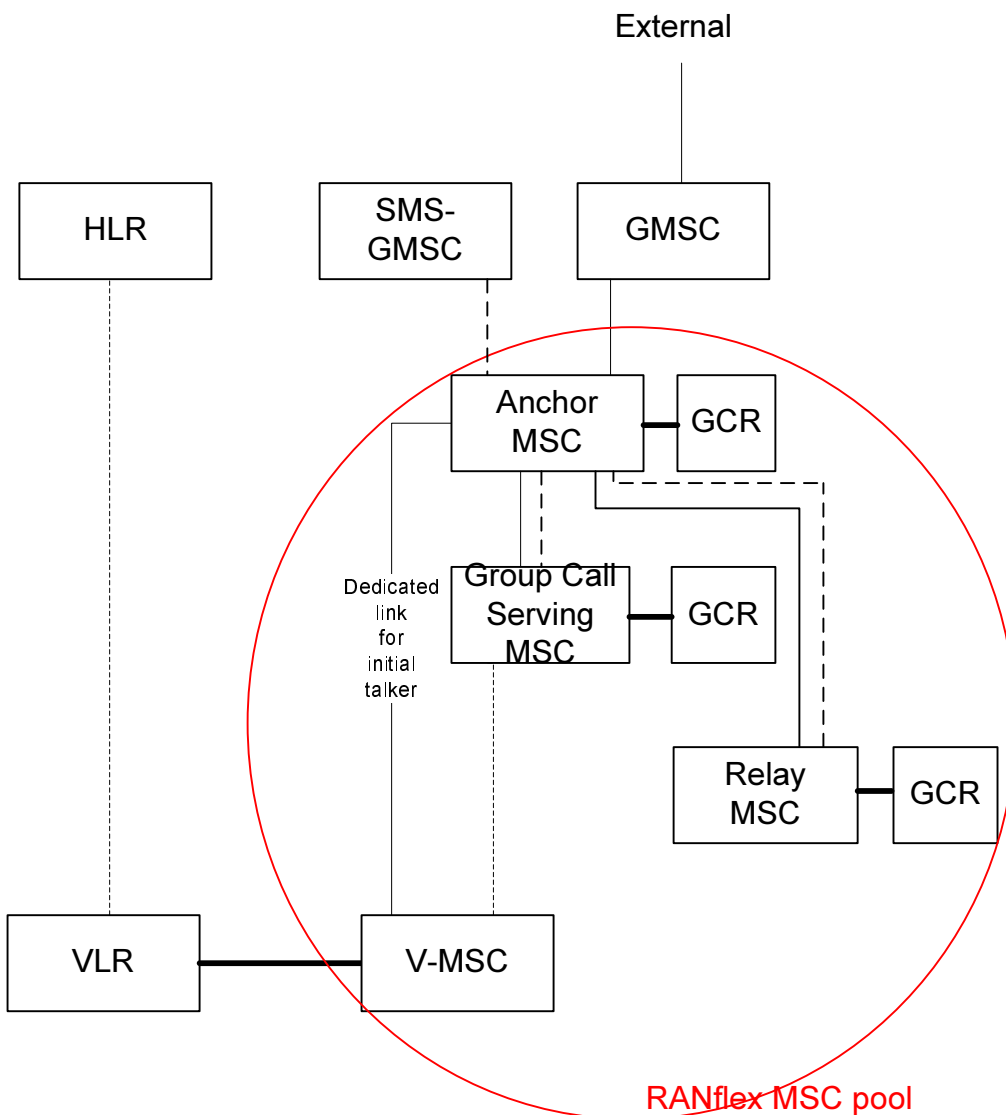 External
HLR
SMS-
GMSC
GMSC
Anchor
MSC
GCR
Dedicated
link
for
initial
talker
Group Call
Serving
MSC
GCR
Relay
MSC
GCR
VLR
V-MSC
RANflex MSC pool